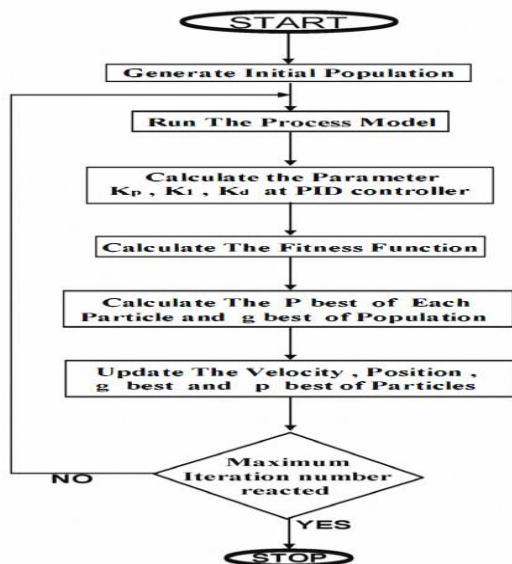 START
Generate Initial Population
Run The Process Model
Calculate the Parameter
Kp , K1 , Kd at PID controller
Calculate The Fitness Function
Calculate The P best of Each
Particle and g best of Population
Update The Velocity , Position ,
g best and p best of Particles
Maximum
Iteration number
reacted
NO
YES
STOP